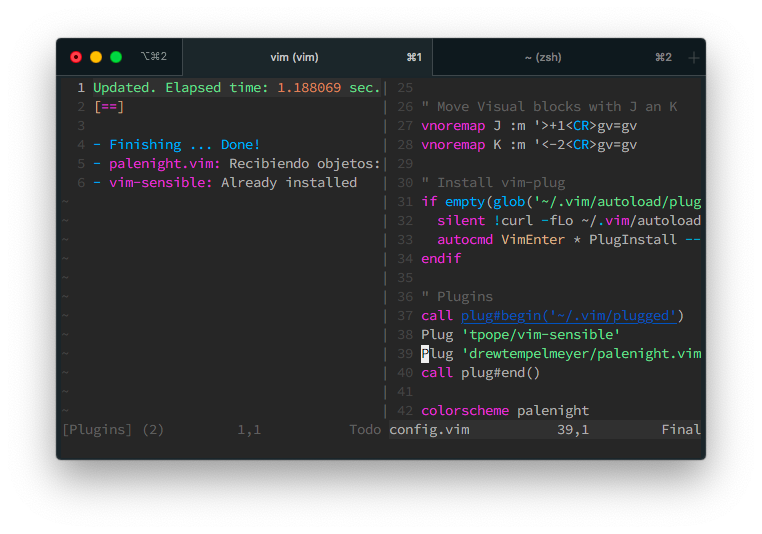 ⌥⌘2 vim (vim) ⌘1 ~ (zsh) ⌘2 +
1 Updated. Elapsed time: 1.188069 sec.
2 [==]
3
4 - Finishing ... Done!
5 - palenight.vim: Recibiendo objetos:
6 - vim-sensible: Already installed
~
~
~
~
~
~
~
~
~
~
~
~
[Plugins] (2) 1,1 Todo
25
26 " Move Visual blocks with J an K
27 vnoremap J :m '>+1<CR>gv=gv
28 vnoremap K :m '<-2<CR>gv=gv
29
30 " Install vim-plug
31 if empty(glob('~/.vim/autoload/plug
32 silent !curl -fLo ~/.vim/autoload
33 autocmd VimEnter * PlugInstall --
34 endif
35
36 " Plugins
37 call plug#begin('~/.vim/plugged')
38 Plug 'tpope/vim-sensible'
39 Plug 'drewtempelmeyer/palenight.vim
40 call plug#end()
41
42 colorscheme palenight
config.vim 39,1 Final